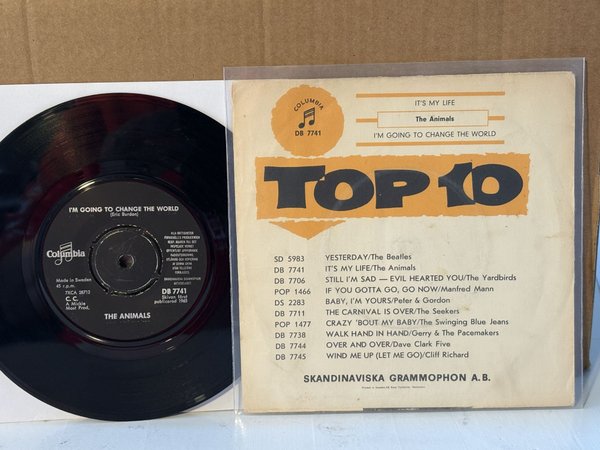 I'M GOING TO CHANGE THE WORLD
(Eric Burdon)
Columbia
Made in Sweden
45 r.p.m.
7XCA 28713
C. C.
A Mickie
Most Prod.
DB 7741
Skivan först
publicerad 1965
THE ANIMALS
COLUMBIA
DB 7741
IT'S MY LIFE
The Animals
I'M GOING TO CHANGE THE WORLD
TOP 10
SD 5983 YESTERDAY/The Beatles
DB 7741 IT'S MY LIFE/The Animals
DB 7706 STILL I'M SAD — EVIL HEARTED YOU/The Yardbirds
POP 1466 IF YOU GOTTA GO, GO NOW/Manfred Mann
DS 2283 BABY, I'M YOURS/Peter & Gordon
DB 7711 THE CARNIVAL IS OVER/The Seekers
POP 1477 CRAZY 'BOUT MY BABY/The Swinging Blue Jeans
DB 7738 WALK HAND IN HAND/Gerry & The Pacemakers
DB 7744 OVER AND OVER/Dave Clark Five
DB 7745 WIND ME UP (LET ME GO)/Cliff Richard
SKANDINAVISKA GRAMMOPHON A.B.